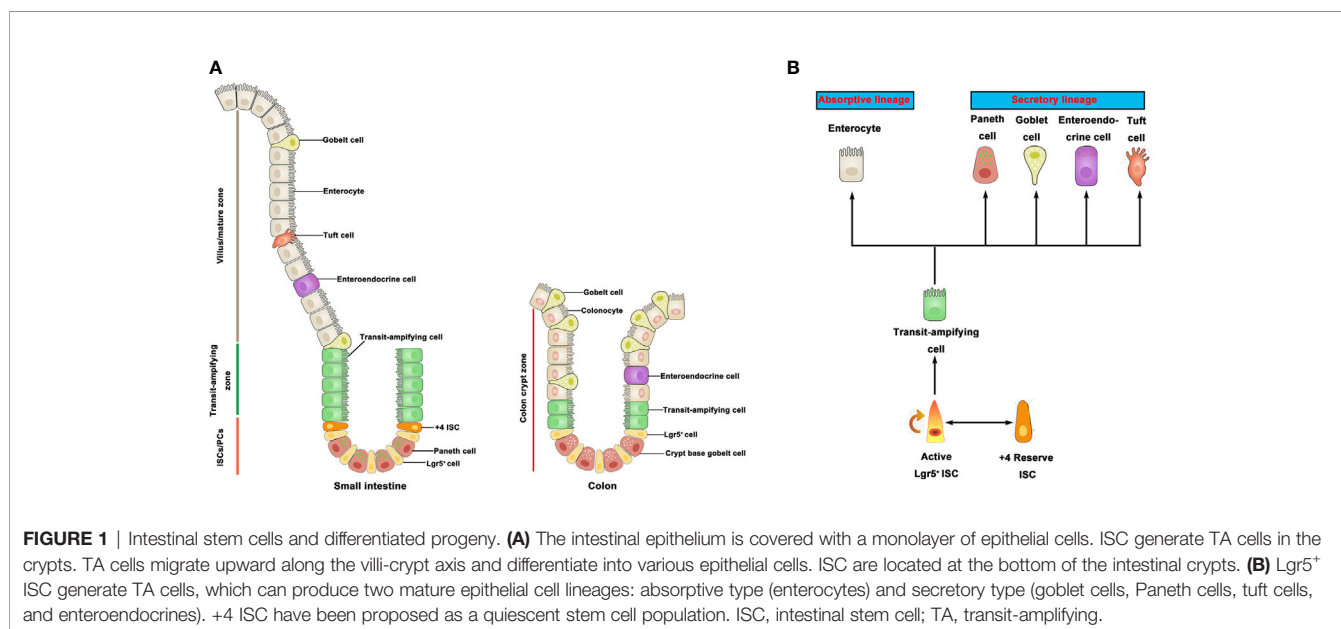 A
Gobelt cell
Enterocyte
Tuft cell
Enteroendocrine cell
Transit-ampifying cell
+4 ISC
Paneth cell
Lgr5⁺ cell
Villus/mature zone
Transit-ampifying
zone
ISCs/PCs
Small intestine
Gobelt cell
Colonocyte
Enteroendocrine cell
Transit-ampifying cell
Lgr5⁺ cell
Crypt base gobelt cell
Colon crypt zone
Colon
B
Absorptive lineage
Secretory lineage
Enterocyte
Paneth
cell
Goblet
cell
Enteroendo-
crine cell
Tuft
cell
Transit-ampifying
cell
Active
Lgr5⁺ ISC
+4 Reserve
ISC
FIGURE 1 | Intestinal stem cells and differentiated progeny. (A) The intestinal epithelium is covered with a monolayer of epithelial cells. ISC generate TA cells in the
crypts. TA cells migrate upward along the villi-crypt axis and differentiate into various epithelial cells. ISC are located at the bottom of the intestinal crypts. (B) Lgr5⁺
ISC generate TA cells, which can produce two mature epithelial cell lineages: absorptive type (enterocytes) and secretory type (goblet cells, Paneth cells, tuft cells,
and enteroendocrines). +4 ISC have been proposed as a quiescent stem cell population. ISC, intestinal stem cell; TA, transit-amplifying.